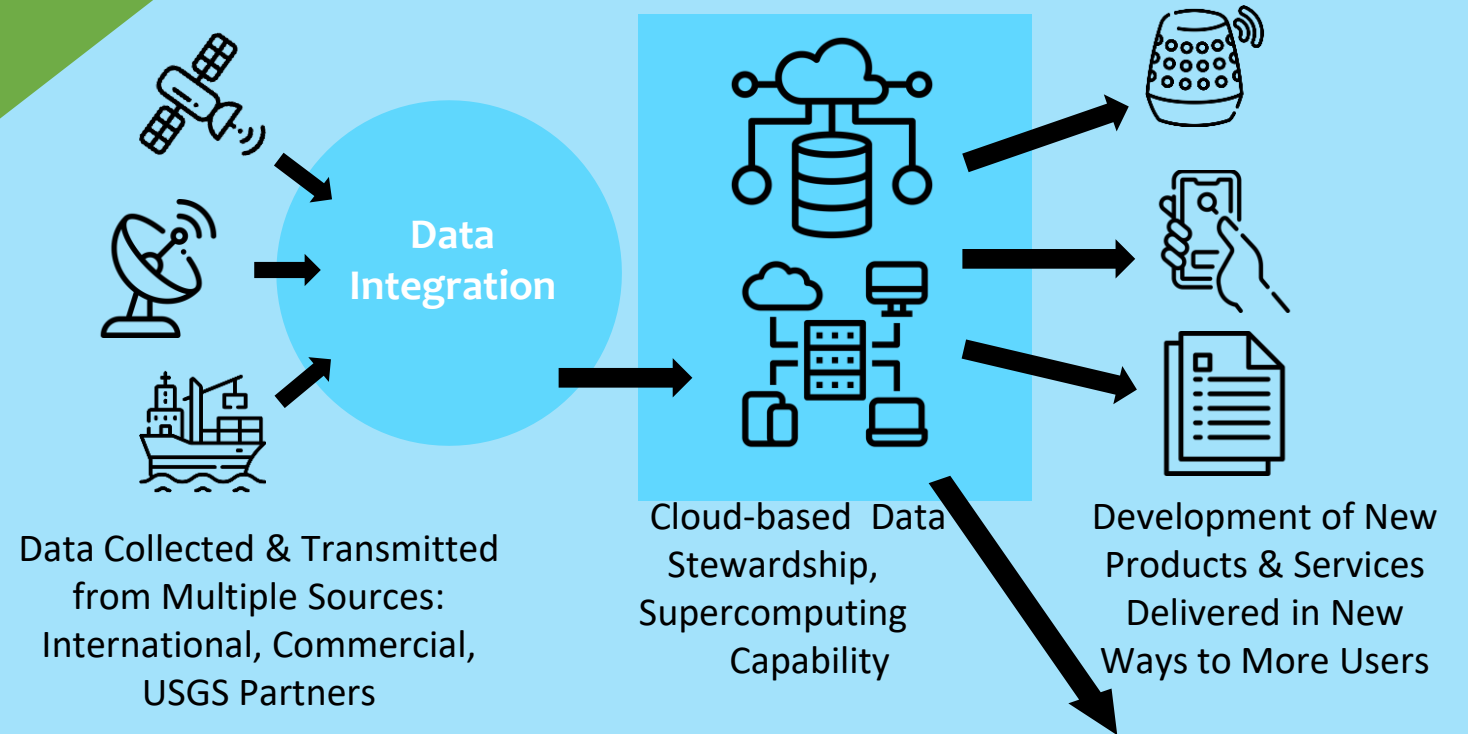 Data
Integration
Data Collected & Transmitted
from Multiple Sources:
International, Commercial,
USGS Partners
Cloud-based  Data
Stewardship,
Supercomputing
Capability
Development of New
Products & Services
Delivered in New
Ways to More Users